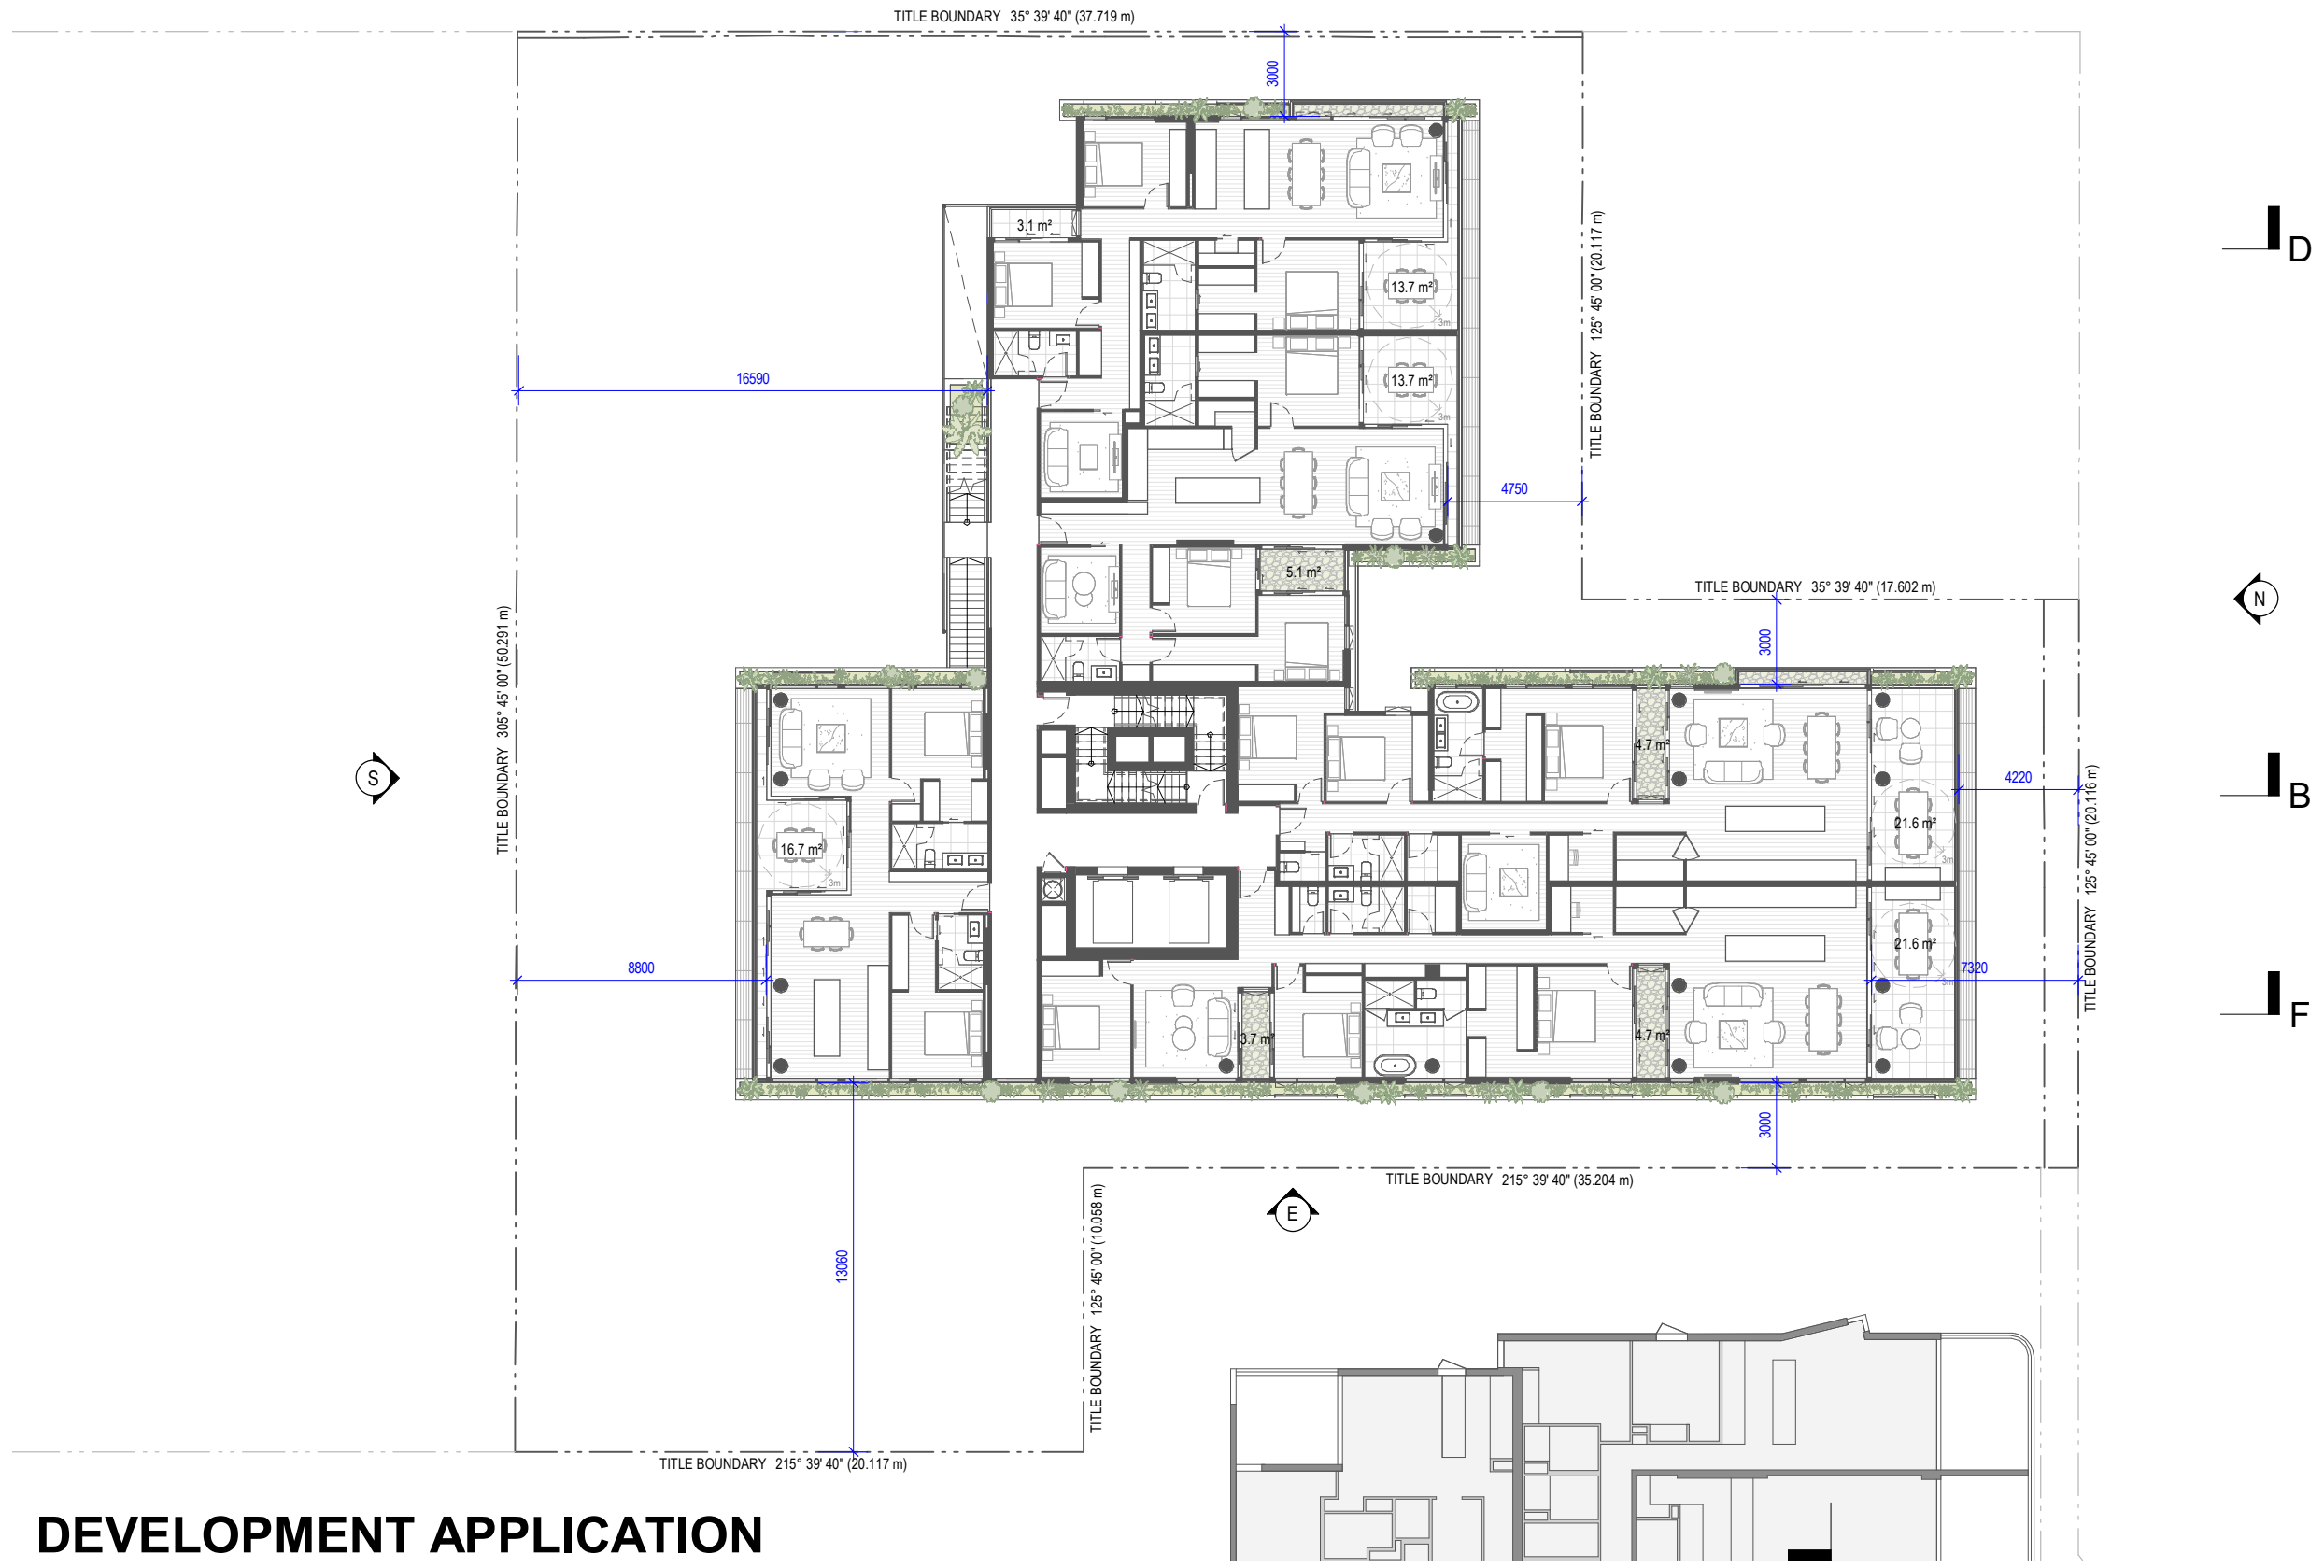 TITLE BOUNDARY 35° 39' 40" (37.719 m)
3000
3.1 m²
TITLE BOUNDARY 125° 45' 00" (20.117 m)
D
13.7 m²
3m
16590
13.7 m²
3m
4750
5.1 m²
TITLE BOUNDARY 35° 39' 40" (17.602 m)
N
TITLE BOUNDARY 305° 45' 00" (50.291 m)
3000
4.7 m²
S
4220
B
21.6 m²
16.7 m²
3m
3m
TITLE BOUNDARY 125° 45' 00" (20.116 m)
21.6 m²
8800
7320
3m
F
3.7 m²
4.7 m²
3000
TITLE BOUNDARY 215° 39' 40" (35.204 m)
E
TITLE BOUNDARY 125° 45' 00" (10.058 m)
13060
TITLE BOUNDARY 215° 39' 40" (20.117 m)
DEVELOPMENT APPLICATION